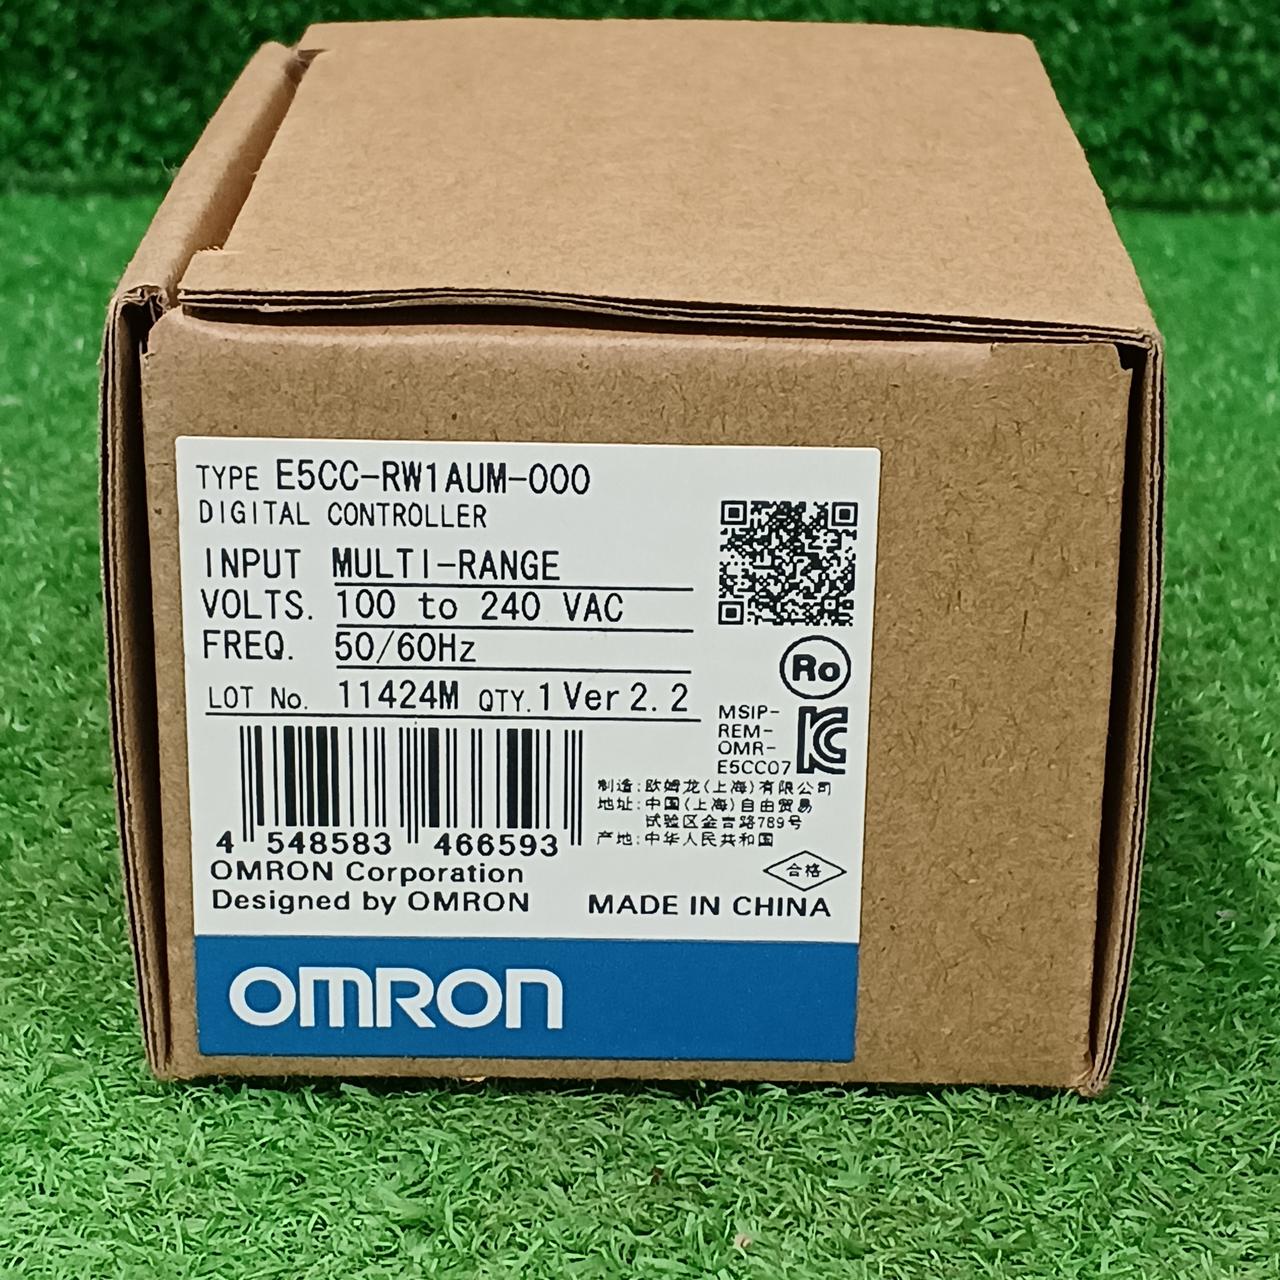 TYPE E5CC-RW1AUM-000
DIGITAL CONTROLLER
INPUT MULTI-RANGE
VOLTS. 100 to 240 VAC
FREQ. 50/60Hz
LOT No. 11424M QTY.1 Ver 2.2
Ro
MSIP-
REM-
OMR-
E5CC07
KC
制造:欧姆龙(上海)有限公司
地址:中国(上海)自由贸易
试验区金吉路789号
产地:中华人民共和国
4 548583 466593
合格
OMRON Corporation
Designed by OMRON
MADE IN CHINA
OMRON